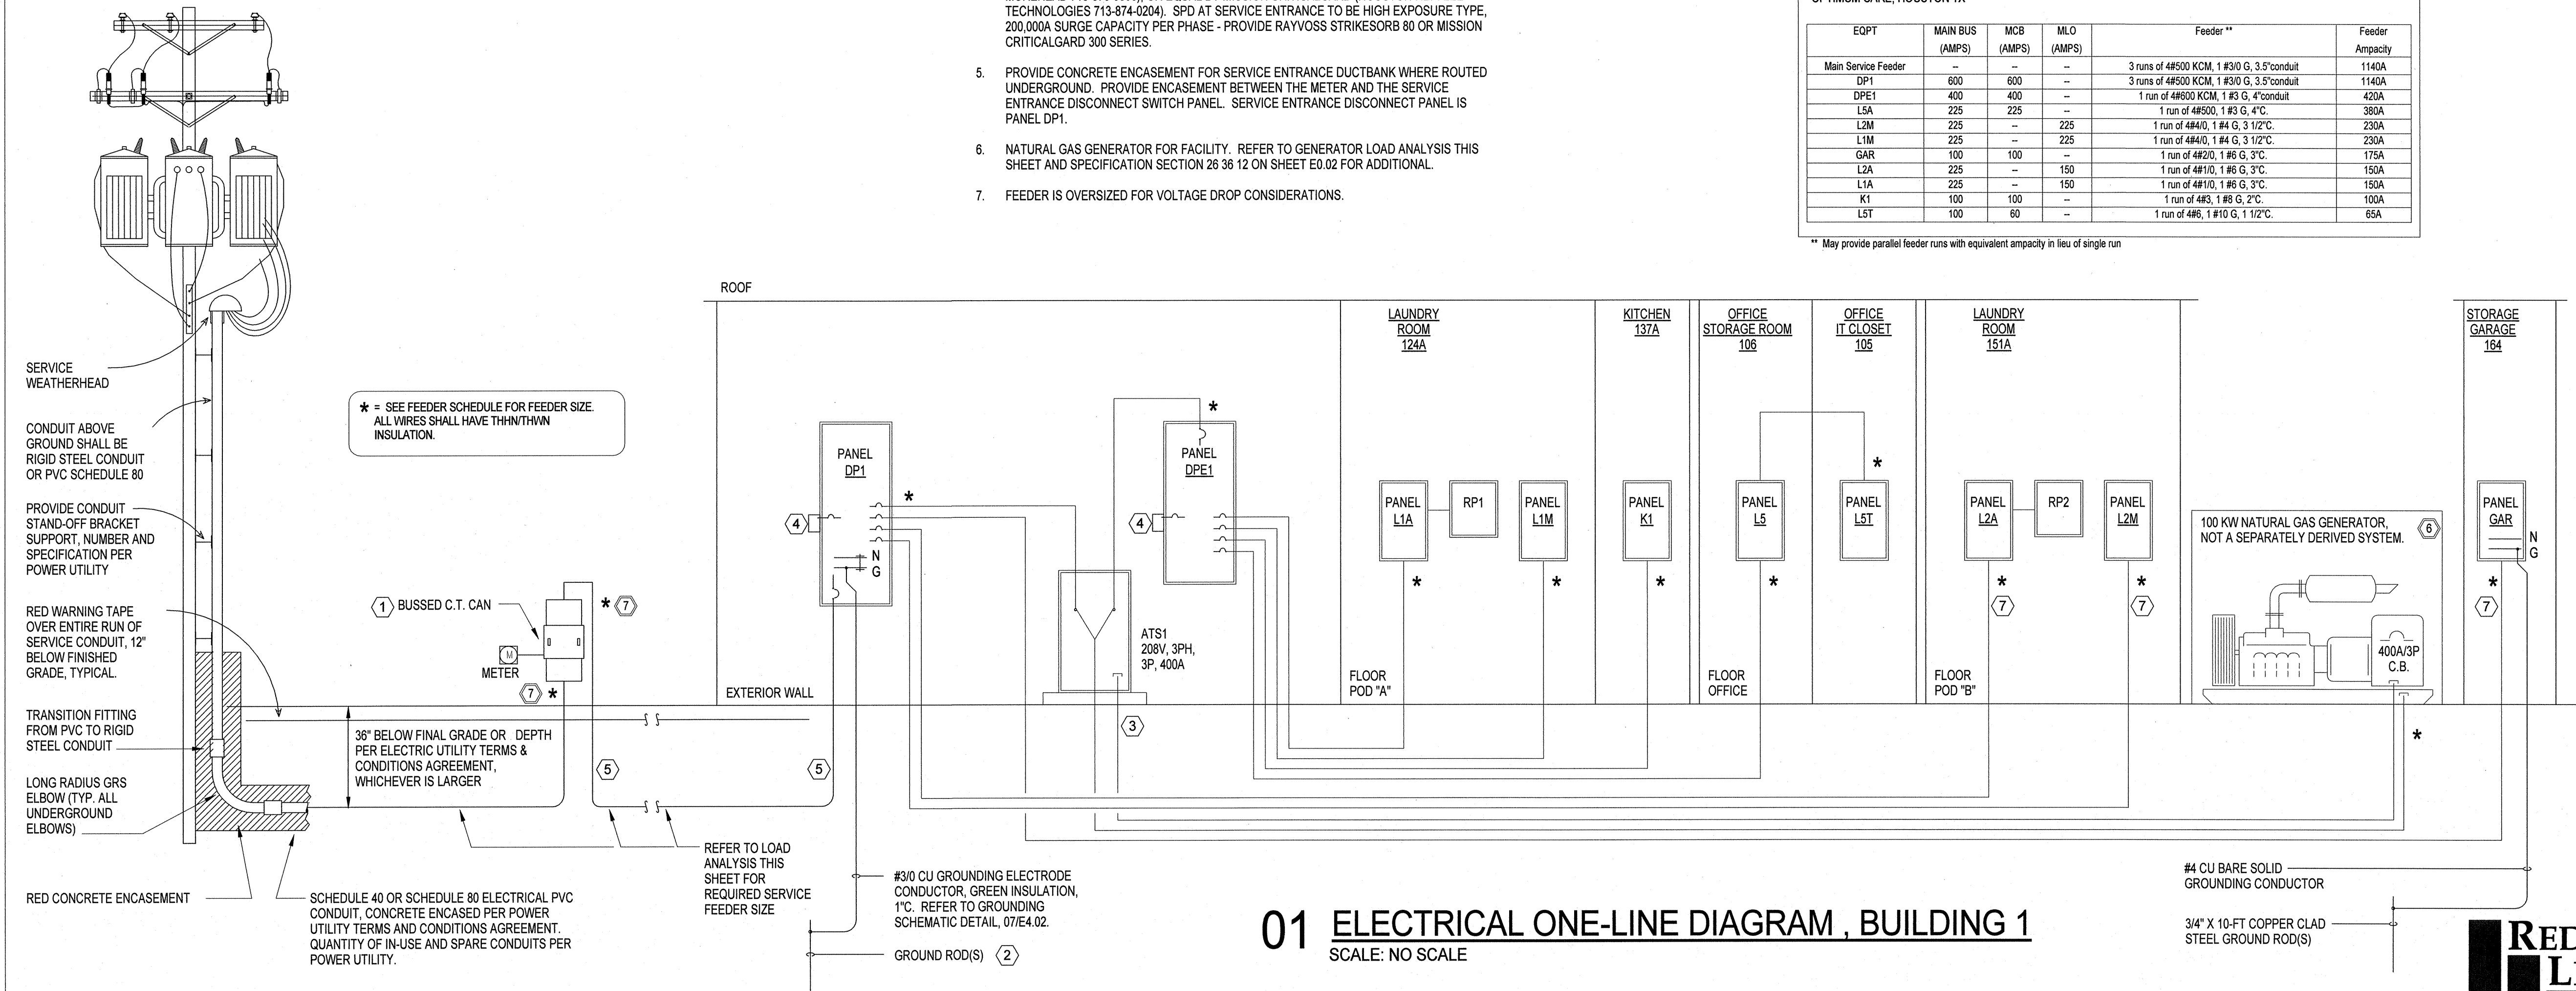 TECHNOLOGIES 713-874-0204). SPD AT SERVICE ENTRANCE TO BE HIGH EXPOSURE TYPE,
200,000A SURGE CAPACITY PER PHASE - PROVIDE RAYVOSS STRIKESORB 80 OR MISSION
CRITICALGARD 300 SERIES.
5. PROVIDE CONCRETE ENCASEMENT FOR SERVICE ENTRANCE DUCTBANK WHERE ROUTED
UNDERGROUND. PROVIDE ENCASEMENT BETWEEN THE METER AND THE SERVICE
ENTRANCE DISCONNECT SWITCH PANEL. SERVICE ENTRANCE DISCONNECT PANEL IS
PANEL DP1.
6. NATURAL GAS GENERATOR FOR FACILITY. REFER TO GENERATOR LOAD ANALYSIS THIS
SHEET AND SPECIFICATION SECTION 26 36 12 ON SHEET E0.02 FOR ADDITIONAL.
7. FEEDER IS OVERSIZED FOR VOLTAGE DROP CONSIDERATIONS.
EQPT MAIN BUS MCB MLO Feeder ** Feeder
(AMPS) (AMPS) (AMPS) Ampacity
Main Service Feeder -- -- -- 3 runs of 4#500 KCM, 1 #3/0 G, 3.5"conduit 1140A
DP1 600 600 -- 3 runs of 4#500 KCM, 1 #3/0 G, 3.5"conduit 1140A
DPE1 400 400 -- 1 run of 4#600 KCM, 1 #3 G, 4"conduit 420A
L5A 225 225 -- 1 run of 4#500, 1 #3 G, 4"C. 380A
L2M 225 -- 225 1 run of 4#4/0, 1 #4 G, 3 1/2"C. 230A
L1M 225 -- 225 1 run of 4#4/0, 1 #4 G, 3 1/2"C. 230A
GAR 100 100 -- 1 run of 4#2/0, 1 #6 G, 3"C. 175A
L2A 225 -- 150 1 run of 4#1/0, 1 #6 G, 3"C. 150A
L1A 225 -- 150 1 run of 4#1/0, 1 #6 G, 3"C. 150A
K1 100 100 -- 1 run of 4#3, 1 #8 G, 2"C. 100A
L5T 100 60 -- 1 run of 4#6, 1 #10 G, 1 1/2"C. 65A
** May provide parallel feeder runs with equivalent ampacity in lieu of single run
SERVICE
WEATHERHEAD
CONDUIT ABOVE
GROUND SHALL BE
RIGID STEEL CONDUIT
OR PVC SCHEDULE 80
PROVIDE CONDUIT
STAND-OFF BRACKET
SUPPORT, NUMBER AND
SPECIFICATION PER
POWER UTILITY
RED WARNING TAPE
OVER ENTIRE RUN OF
SERVICE CONDUIT, 12"
BELOW FINISHED
GRADE, TYPICAL.
TRANSITION FITTING
FROM PVC TO RIGID
STEEL CONDUIT
LONG RADIUS GRS
ELBOW (TYP. ALL
UNDERGROUND
ELBOWS)
RED CONCRETE ENCASEMENT
* = SEE FEEDER SCHEDULE FOR FEEDER SIZE.
ALL WIRES SHALL HAVE THHN/THWN
INSULATION.
1 BUSSED C.T. CAN
* 7
M
METER
7 *
36" BELOW FINAL GRADE OR DEPTH
PER ELECTRIC UTILITY TERMS &
CONDITIONS AGREEMENT,
WHICHEVER IS LARGER
5
5
SCHEDULE 40 OR SCHEDULE 80 ELECTRICAL PVC
CONDUIT, CONCRETE ENCASED PER POWER
UTILITY TERMS AND CONDITIONS AGREEMENT.
QUANTITY OF IN-USE AND SPARE CONDUITS PER
POWER UTILITY.
REFER TO LOAD
ANALYSIS THIS
SHEET FOR
REQUIRED SERVICE
FEEDER SIZE
ROOF
EXTERIOR WALL
PANEL
DP1
*
4
N
G
#3/0 CU GROUNDING ELECTRODE
CONDUCTOR, GREEN INSULATION,
1"C. REFER TO GROUNDING
SCHEMATIC DETAIL, 07/E4.02.
GROUND ROD(S) 2
ATS1
208V, 3PH,
3P, 400A
3
*
PANEL
DPE1
4
LAUNDRY
ROOM
124A
PANEL
L1A
*
RP1
PANEL
L1M
*
FLOOR
POD "A"
KITCHEN
137A
PANEL
K1
*
OFFICE
STORAGE ROOM
106
PANEL
L5
*
FLOOR
OFFICE
OFFICE
IT CLOSET
105
*
PANEL
L5T
LAUNDRY
ROOM
151A
PANEL
L2A
*
7
RP2
PANEL
L2M
*
7
FLOOR
POD "B"
100 KW NATURAL GAS GENERATOR,
NOT A SEPARATELY DERIVED SYSTEM.
6
400A/3P
C.B.
*
STORAGE
GARAGE
164
PANEL
GAR
N
G
*
7
#4 CU BARE SOLID
GROUNDING CONDUCTOR
3/4" X 10-FT COPPER CLAD
STEEL GROUND ROD(S)
01 ELECTRICAL ONE-LINE DIAGRAM , BUILDING 1
SCALE: NO SCALE
RED